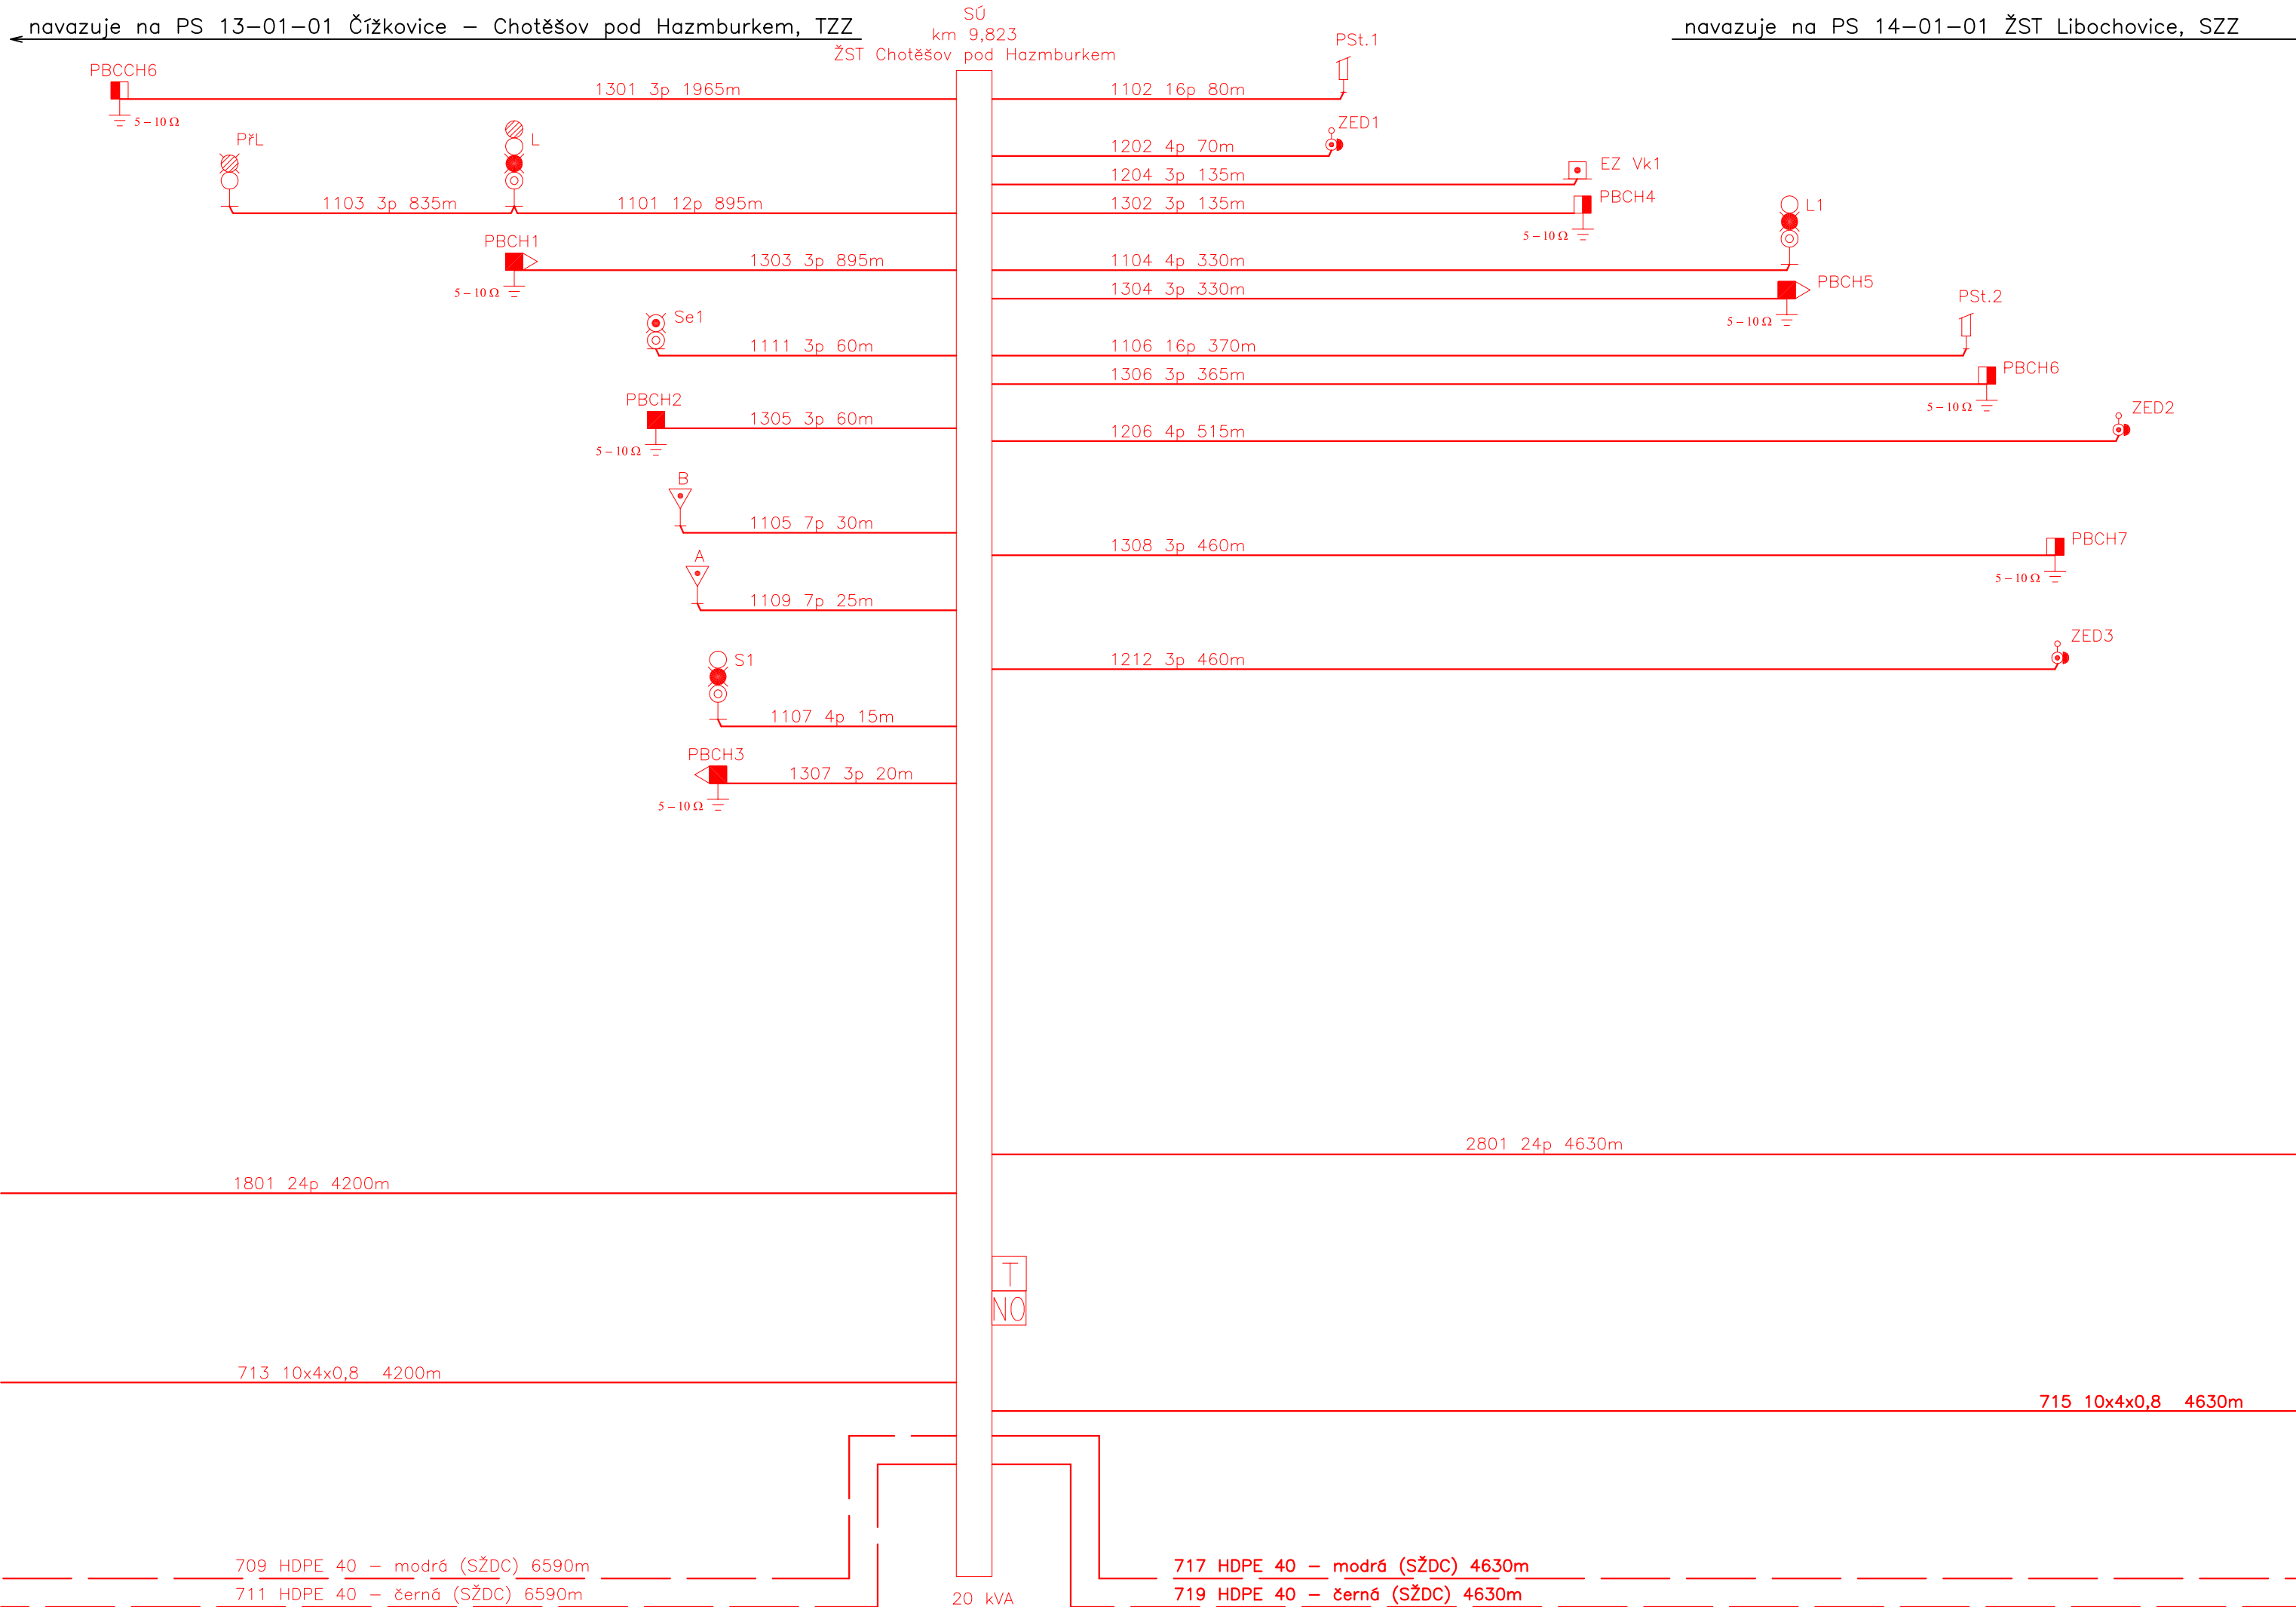 navazuje na PS 13-01-01 Čížkovice - Chotěšov pod Hazmburkem, TZZ
SÚ
km 9,823
ŽST Chotěšov pod Hazmburkem
navazuje na PS 14-01-01 ŽST Libochovice, SZZ
PSt.1
PBCCH6
1301 3p 1965m
1102 16p 80m
5-10 Ω
PřL
L
ZED1
1202 4p 70m
EZ Vk1
1204 3p 135m
PBCH4
1103 3p 835m
1101 12p 895m
1302 3p 135m
L1
5-10 Ω
PBCH1
1303 3p 895m
1104 4p 330m
PBCH5
1304 3p 330m
5-10 Ω
PSt.2
Se1
5-10 Ω
1111 3p 60m
1106 16p 370m
PBCH6
1306 3p 365m
PBCH2
5-10 Ω
ZED2
1305 3p 60m
1206 4p 515m
5-10 Ω
B
1105 7p 30m
PBCH7
1308 3p 460m
A
5-10 Ω
1109 7p 25m
ZED3
S1
1212 3p 460m
1107 4p 15m
PBCH3
1307 3p 20m
5-10 Ω
2801 24p 4630m
1801 24p 4200m
T
NO
713 10x4x0,8 4200m
715 10x4x0,8 4630m
709 HDPE 40 - modrá (SŽDC) 6590m
717 HDPE 40 - modrá (SŽDC) 4630m
711 HDPE 40 - černá (SŽDC) 6590m
719 HDPE 40 - černá (SŽDC) 4630m
20 kVA